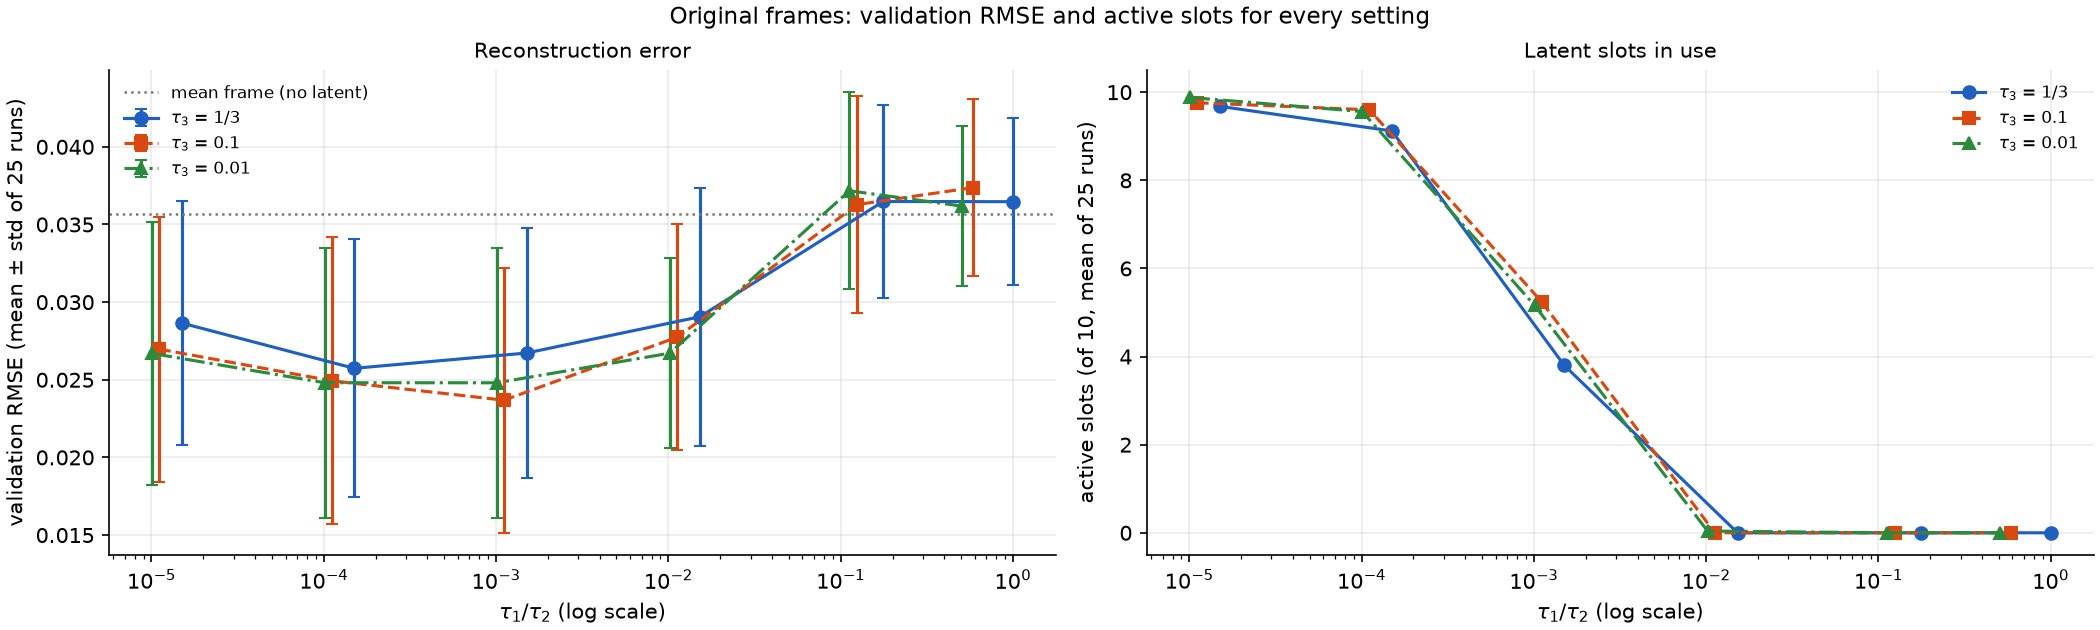 Original frames: validation RMSE and active slots for every setting
Reconstruction error
validation RMSE (mean ± std of 25 runs)
0.040
0.035
0.030
0.025
0.020
0.015
mean frame (no latent)
τ₃ = 1/3
τ₃ = 0.1
τ₃ = 0.01
10⁻⁵ 10⁻⁴ 10⁻³ 10⁻² 10⁻¹ 10⁰
τ₁/τ₂ (log scale)
Latent slots in use
active slots (of 10, mean of 25 runs)
10
8
6
4
2
0
τ₃ = 1/3
τ₃ = 0.1
τ₃ = 0.01
10⁻⁵ 10⁻⁴ 10⁻³ 10⁻² 10⁻¹ 10⁰
τ₁/τ₂ (log scale)